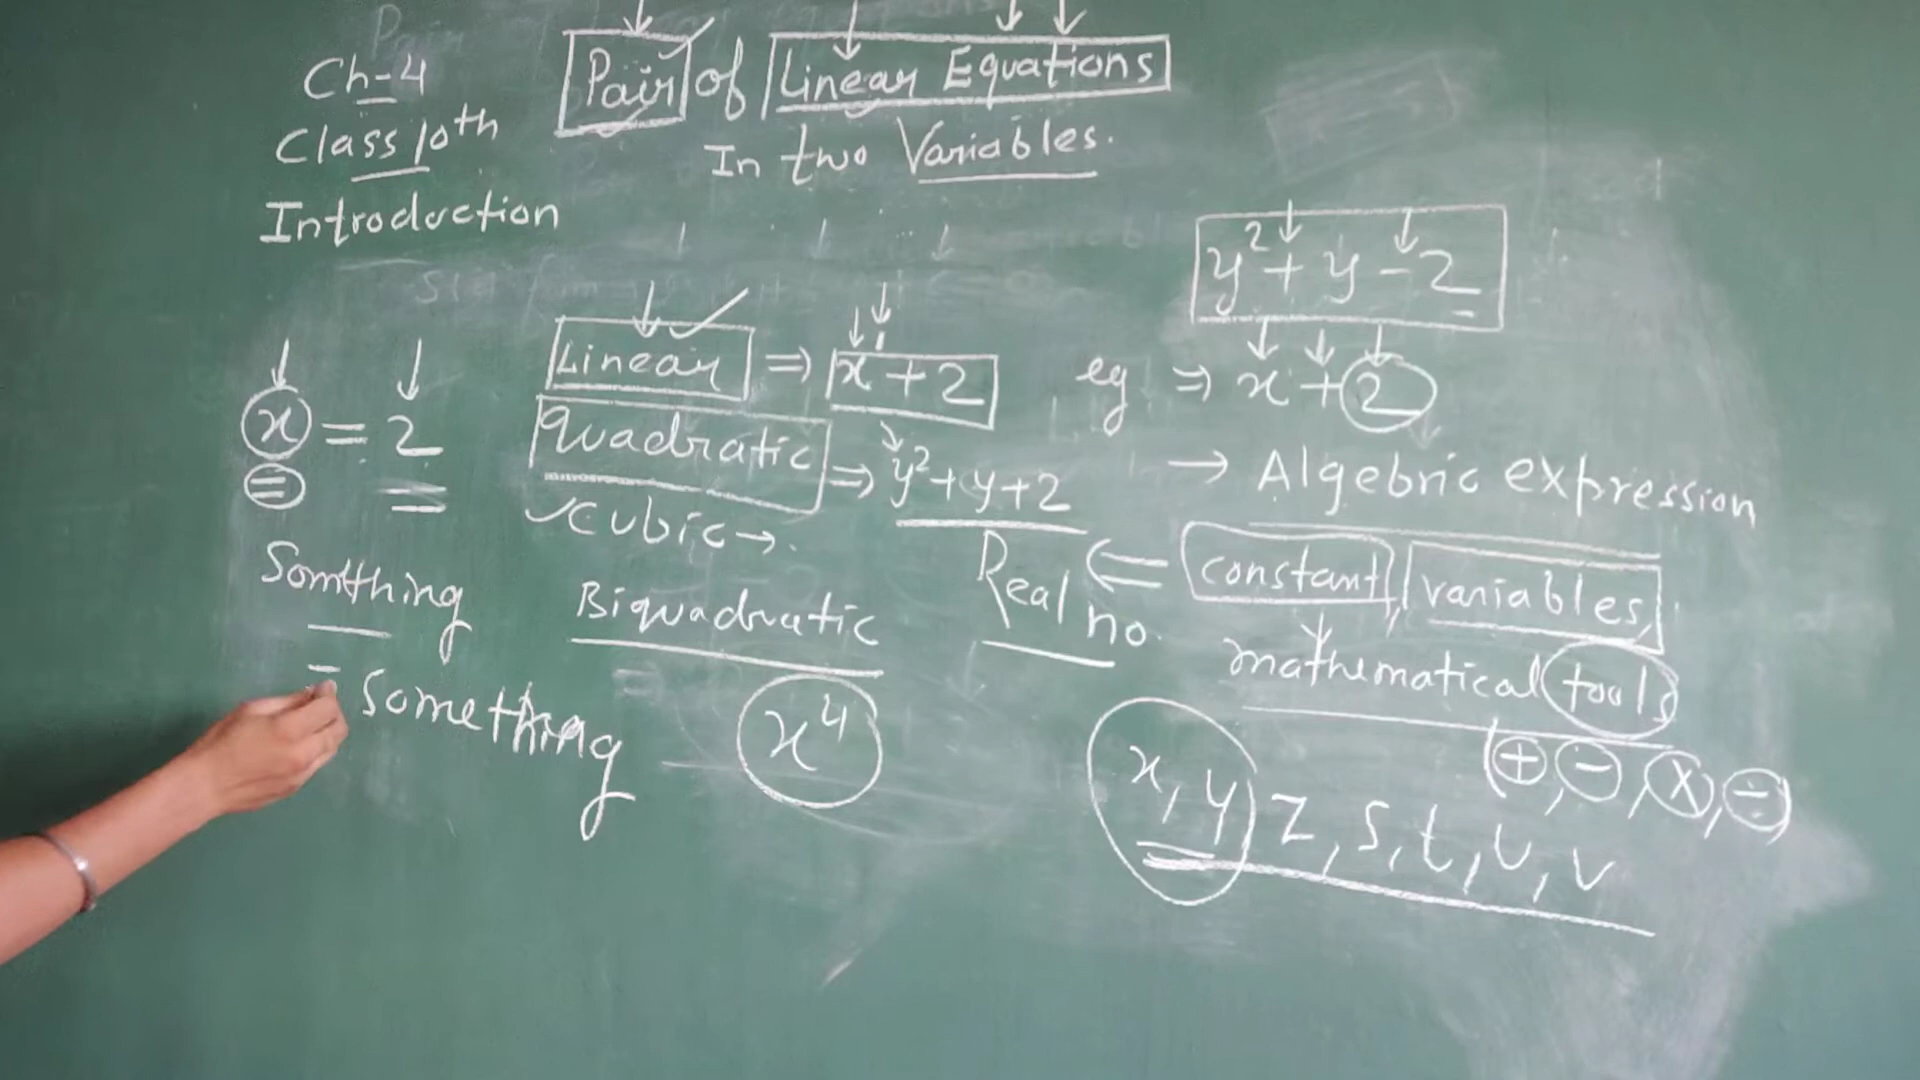 Ch-4
Class 10th
Introduction
Pair of Linear Equations
In two Variables.
y²+ y - 2
x = 2
=
Linear ⇒ x + 2
eg ⇒ x + 2
Quadratic ⇒ y²+y+2
✓Cubic →.
→ Algebric expression
Real no. ⇐ constant, variables,
mathematical tools
(+, -, x, ÷)
Somthing
= Something
Biquadratic
x⁴
x, y, z, s, t, u, v